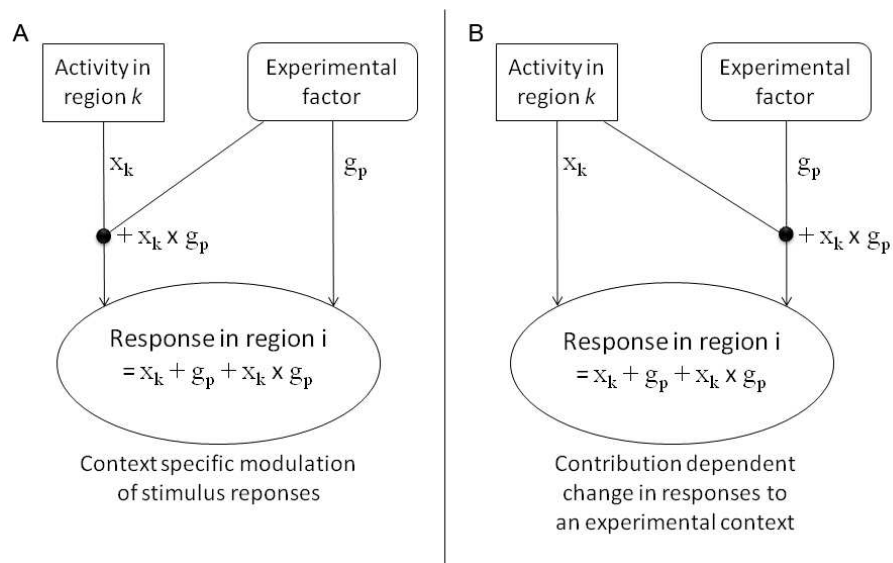 A
Activity in
region k
Experimental
factor
xk
gp
+ xk x gp
Response in region i
= xk + gp + xk x gp
Context specific modulation
of stimulus reponses
B
Activity in
region k
Experimental
factor
xk
gp
+ xk x gp
Response in region i
= xk + gp + xk x gp
Contribution dependent
change in responses to
an experimental context